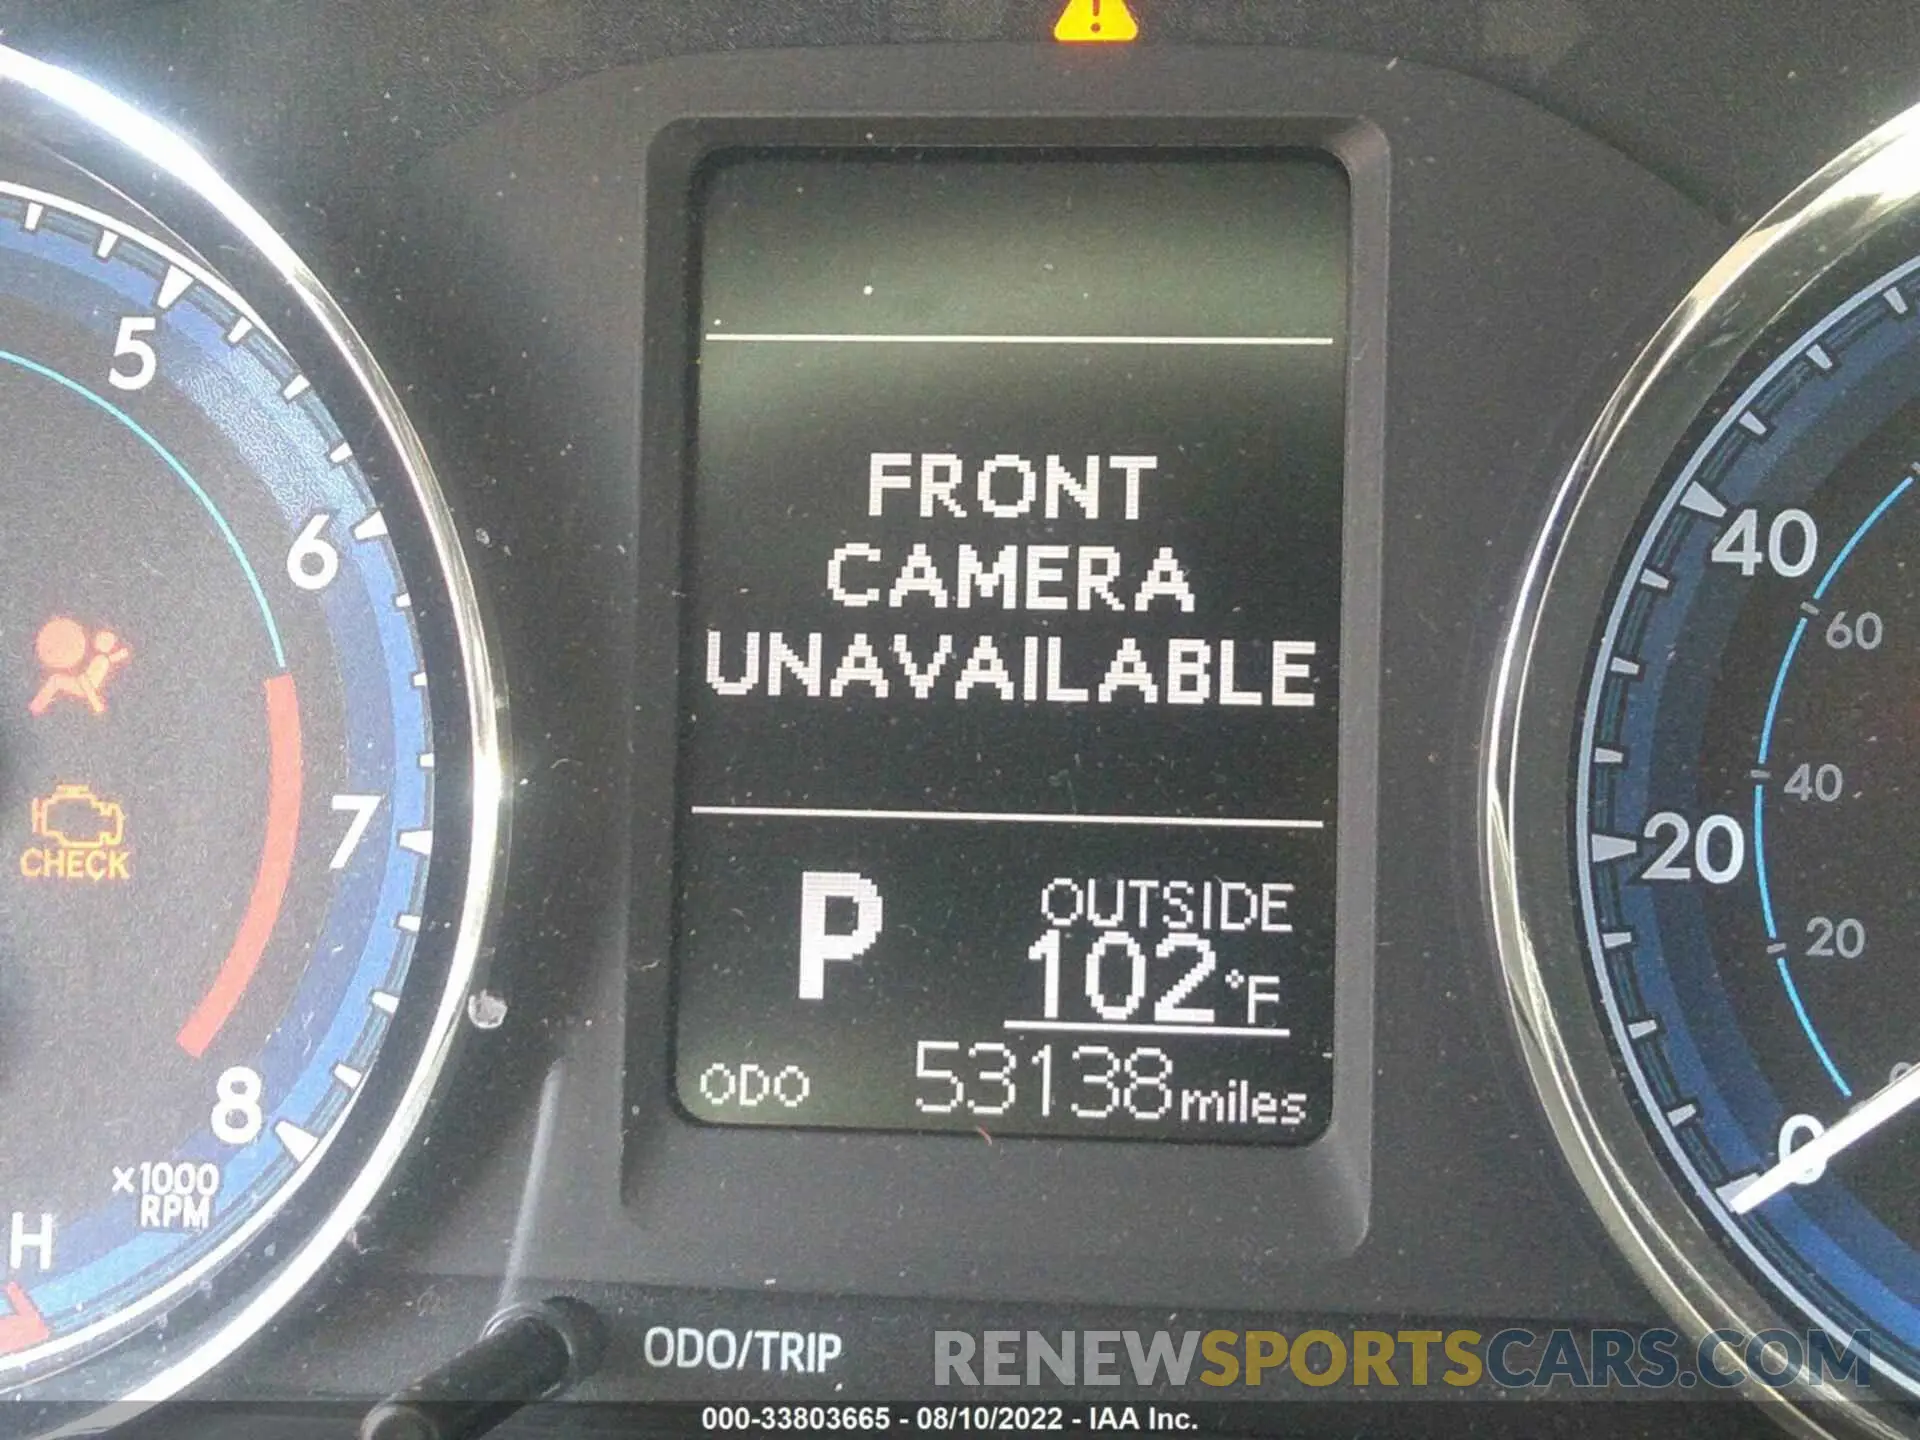 5
6
7
8
x1000
RPM
H
CHECK
FRONT
CAMERA
UNAVAILABLE
P
OUTSIDE
102°F
ODO 53138 miles
40
20
0
60
40
20
ODO/TRIP
RENEWSPORTSCARS.COM
000-33803665 - 08/10/2022 - IAA Inc.